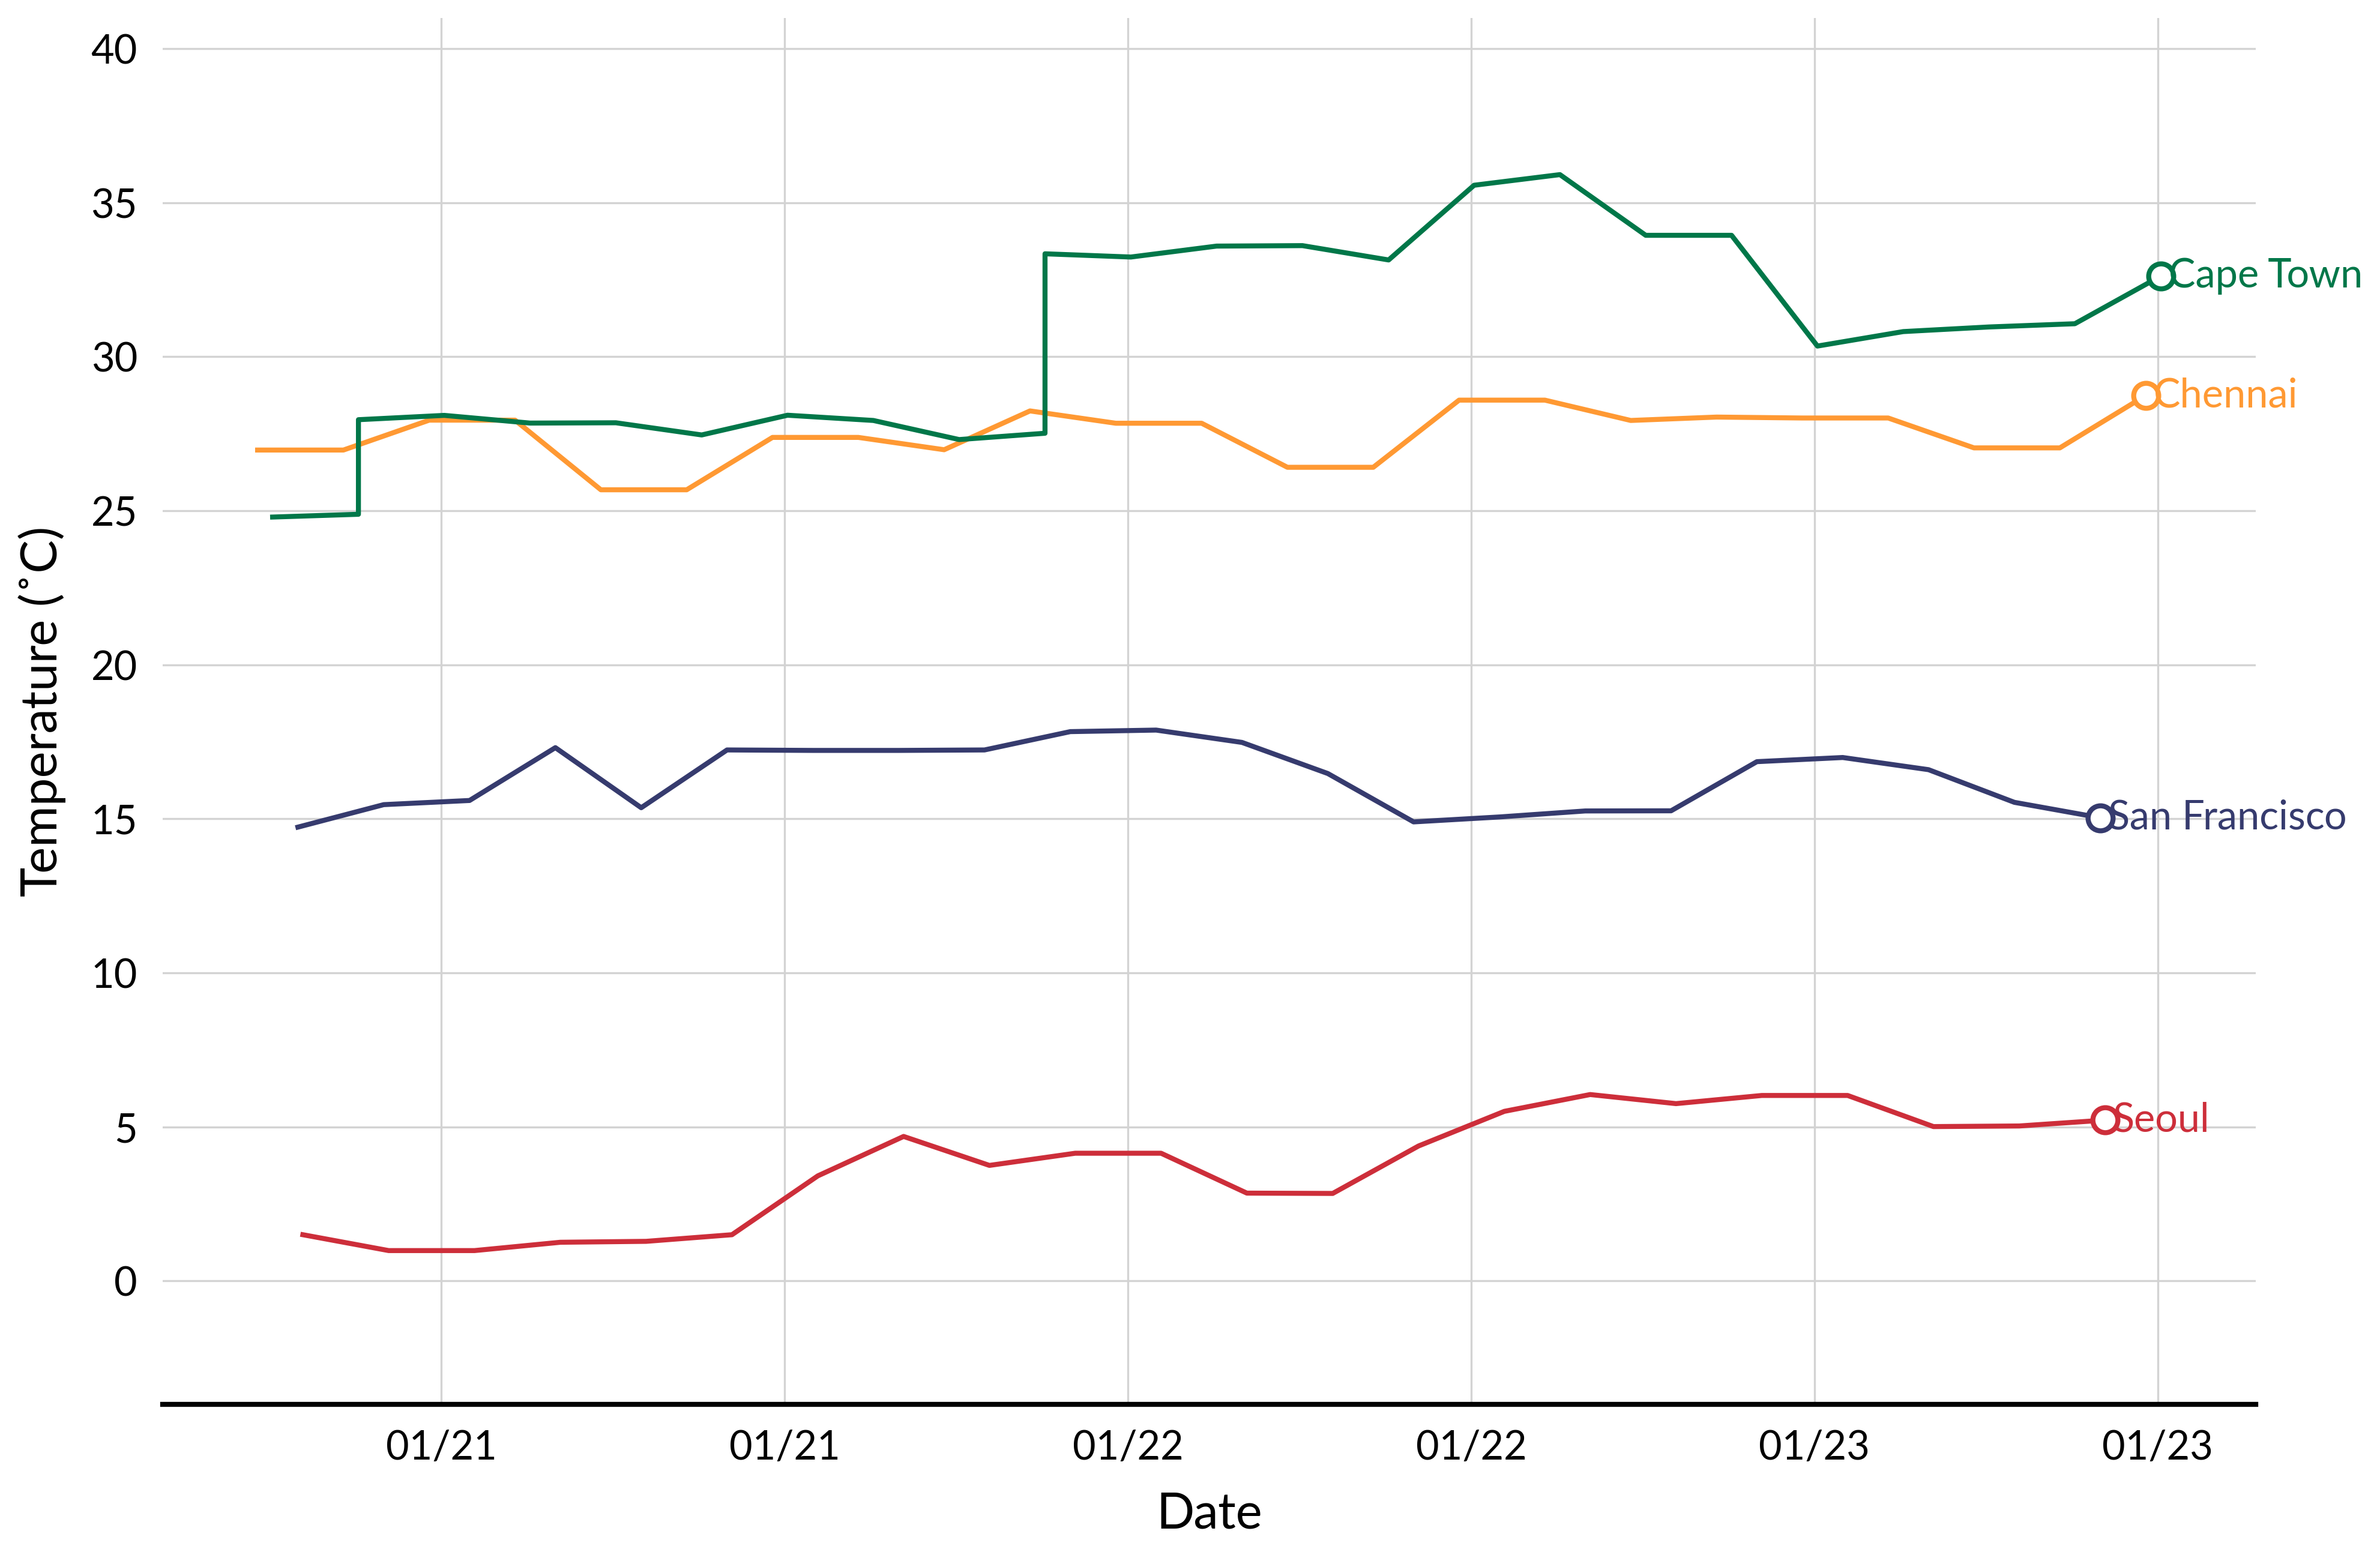 40
35
30
25
20
15
10
5
0
Temperature (°C)
Cape Town
Chennai
San Francisco
Seoul
01/21 01/21 01/22 01/22 01/23 01/23
Date